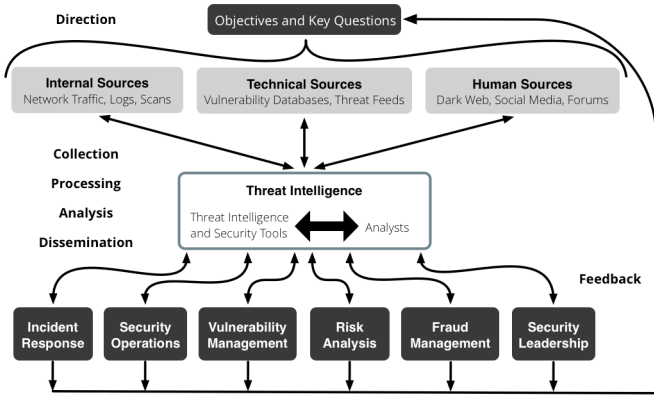 Direction
Objectives and Key Questions
Internal Sources
Network Traffic, Logs, Scans
Technical Sources
Vulnerability Databases, Threat Feeds
Human Sources
Dark Web, Social Media, Forums
Collection
Processing
Analysis
Dissemination
Threat Intelligence
Threat Intelligence
and Security Tools
Analysts
Feedback
Incident
Response
Security
Operations
Vulnerability
Management
Risk
Analysis
Fraud
Management
Security
Leadership